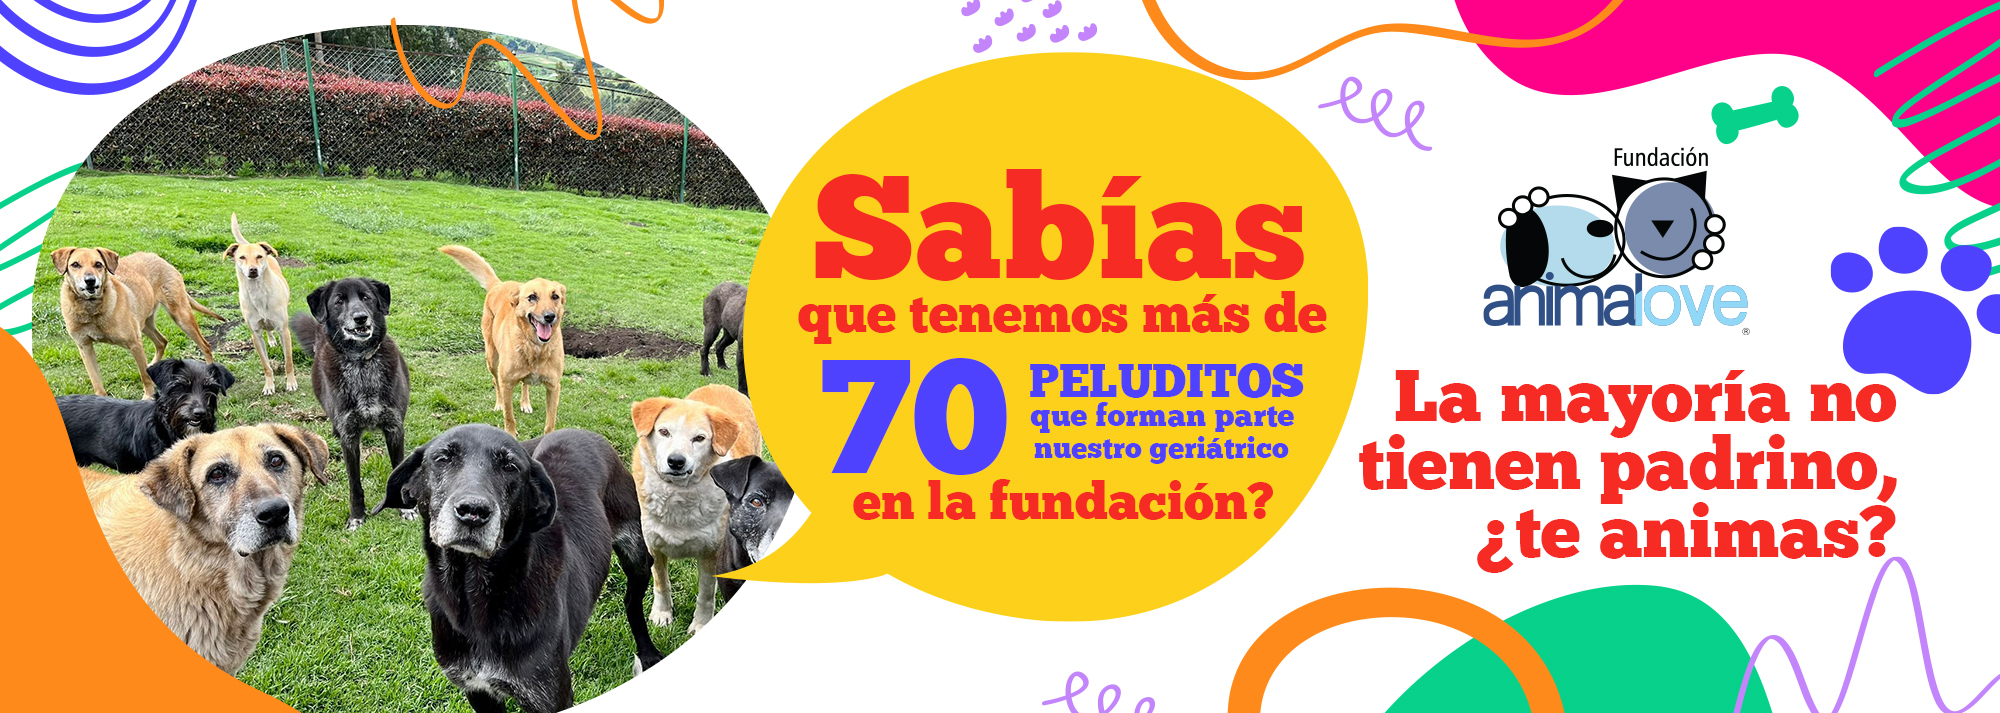 Sabías
que tenemos más de
70
PELUDITOS
que forman parte
nuestro geriátrico
en la fundación?
Fundación
animalove
®
La mayoría no
tienen padrino,
¿te animas?